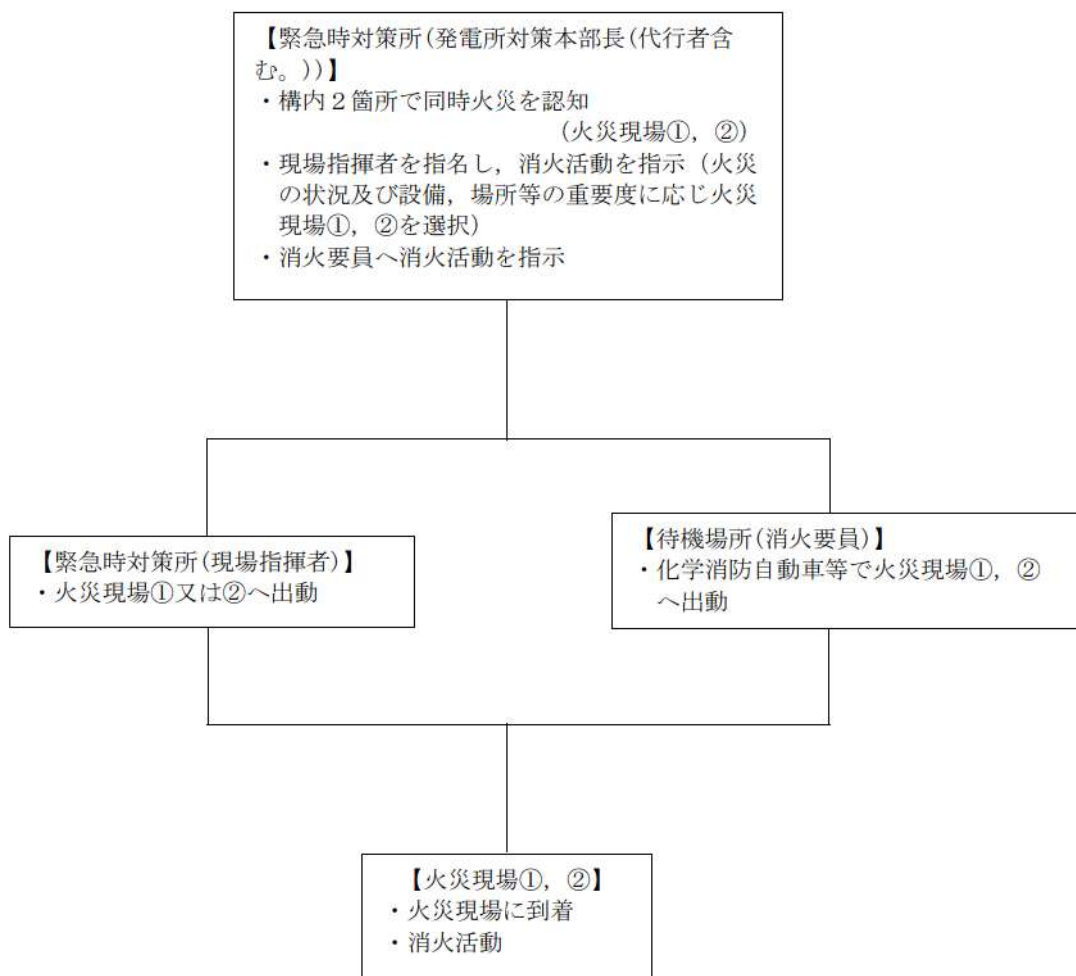 【緊急時対策所(発電所対策本部長(代行者含
む。))】
・構内２箇所で同時火災を認知
(火災現場①，②)
・現場指揮者を指名し，消火活動を指示（火災
の状況及び設備，場所等の重要度に応じ火災
現場①，②を選択）
・消火要員へ消火活動を指示
【緊急時対策所(現場指揮者)】
・火災現場①又は②へ出動
【待機場所(消火要員)】
・化学消防自動車等で火災現場①，②
へ出動
【火災現場①，②】
・火災現場に到着
・消火活動